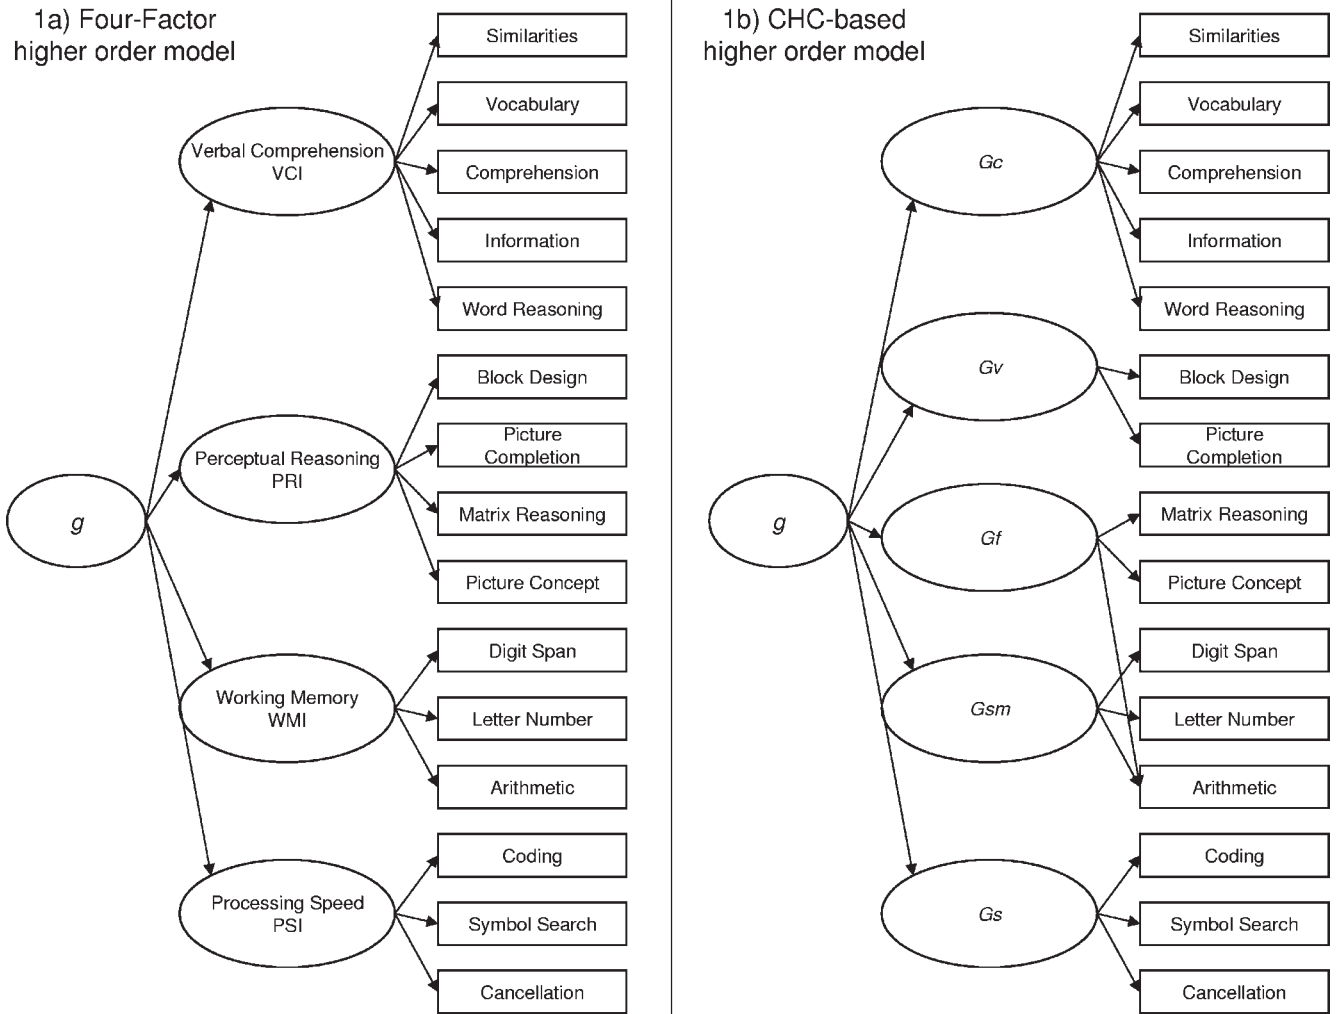 1a) Four-Factor
higher order model
Similarities
Vocabulary
Verbal Comprehension
VCI
Comprehension
Information
Word Reasoning
Block Design
Picture
Completion
Perceptual Reasoning
PRI
Matrix Reasoning
g
Picture Concept
Digit Span
Working Memory
WMI
Letter Number
Arithmetic
Coding
Processing Speed
PSI
Symbol Search
Cancellation
1b) CHC-based
higher order model
Similarities
Vocabulary
Gc
Comprehension
Information
Word Reasoning
Gv
Block Design
Picture
Completion
Matrix Reasoning
g
Gf
Picture Concept
Digit Span
Gsm
Letter Number
Arithmetic
Coding
Gs
Symbol Search
Cancellation